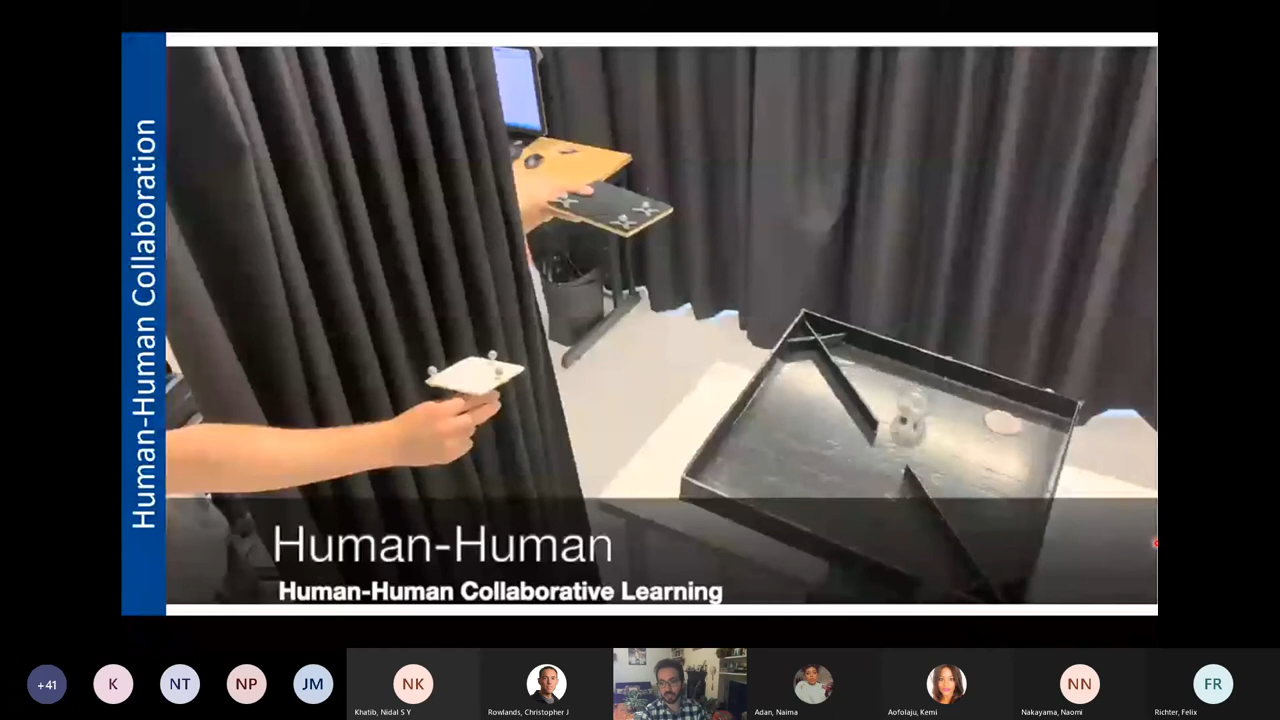 Human-Human Collaboration
Human-Human
Human-Human Collaborative Learning
+41
K
NT
NP
JM
NK
NN
FR
Khatib, Nidal S Y
Rowlands, Christopher J
Adan, Naima
Aofolaju, Kemi
Nakayama, Naomi
Richter, Felix